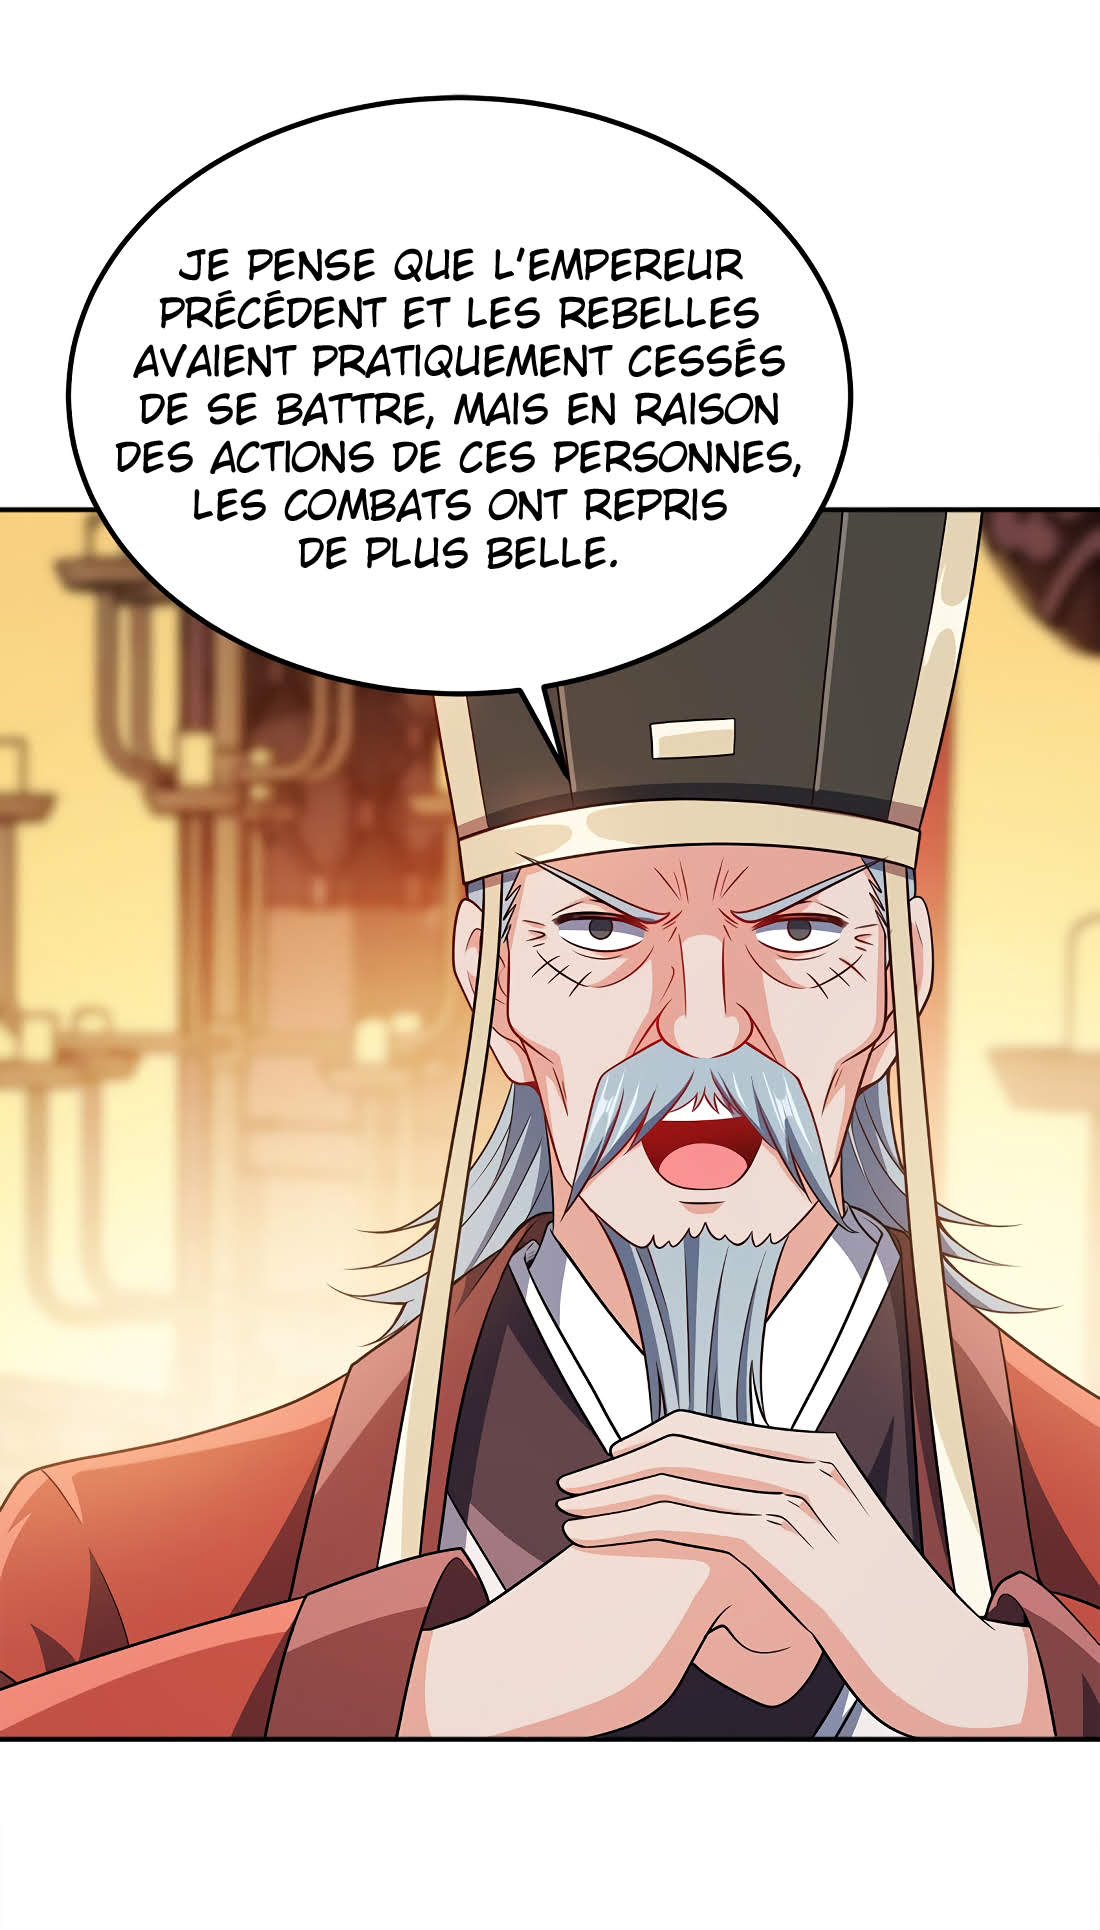 JE PENSE QUE L'EMPEREUR
PRÉCÉDENT ET LES REBELLES
AVAIENT PRATIQUEMENT CESSÉS
DE SE BATTRE, MAIS EN RAISON
DES ACTIONS DE CES PERSONNES,
LES COMBATS ONT REPRIS
DE PLUS BELLE.